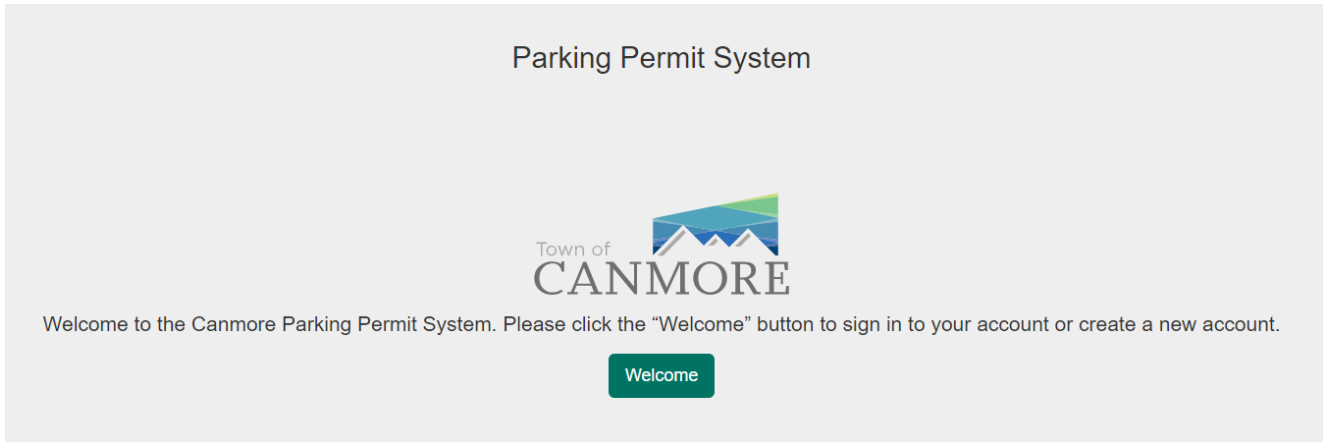 Parking Permit System
Town of
CANMORE
Welcome to the Canmore Parking Permit System. Please click the “Welcome” button to sign in to your account or create a new account.
Welcome